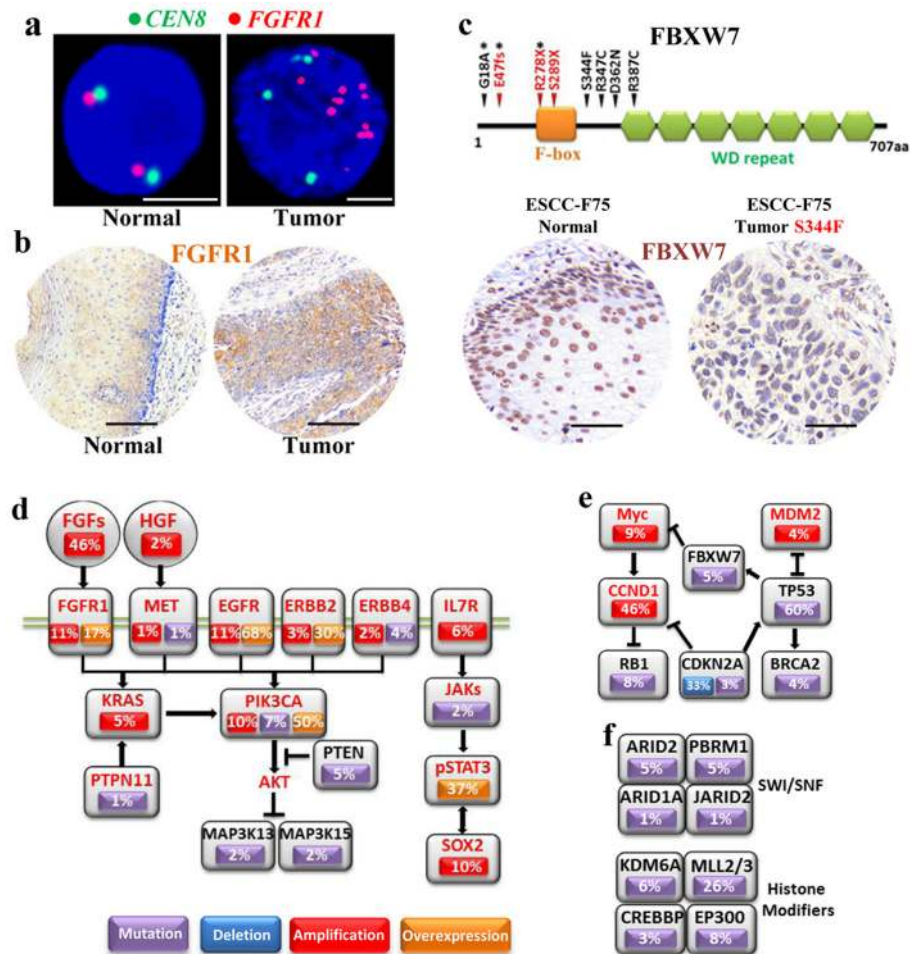 a
CEN8
FGFR1
Normal
Tumor
b
FGFR1
Normal
Tumor
c
FBXW7
G18A *
E47fs *
R278X *
S289X
S344F
R347C
D362N
R387C
1
F-box
WD repeat
707aa
ESCC-F75
Normal
ESCC-F75
Tumor S344F
FBXW7
d
FGFs
46%
HGF
2%
FGFR1
11% 17%
MET
1% 1%
EGFR
11% 68%
ERBB2
3% 30%
ERBB4
2% 4%
IL7R
6%
KRAS
5%
PIK3CA
10% 7% 50%
JAKs
2%
PTPN11
1%
AKT
PTEN
5%
pSTAT3
37%
MAP3K13
2%
MAP3K15
2%
SOX2
10%
Mutation
Deletion
Amplification
Overexpression
e
Myc
9%
MDM2
4%
FBXW7
5%
CCND1
46%
TP53
60%
RB1
8%
CDKN2A
33% 3%
BRCA2
4%
f
ARID2
5%
PBRM1
5%
SWI/SNF
ARID1A
1%
JARID2
1%
KDM6A
6%
MLL2/3
26%
Histone
Modifiers
CREBBP
3%
EP300
8%